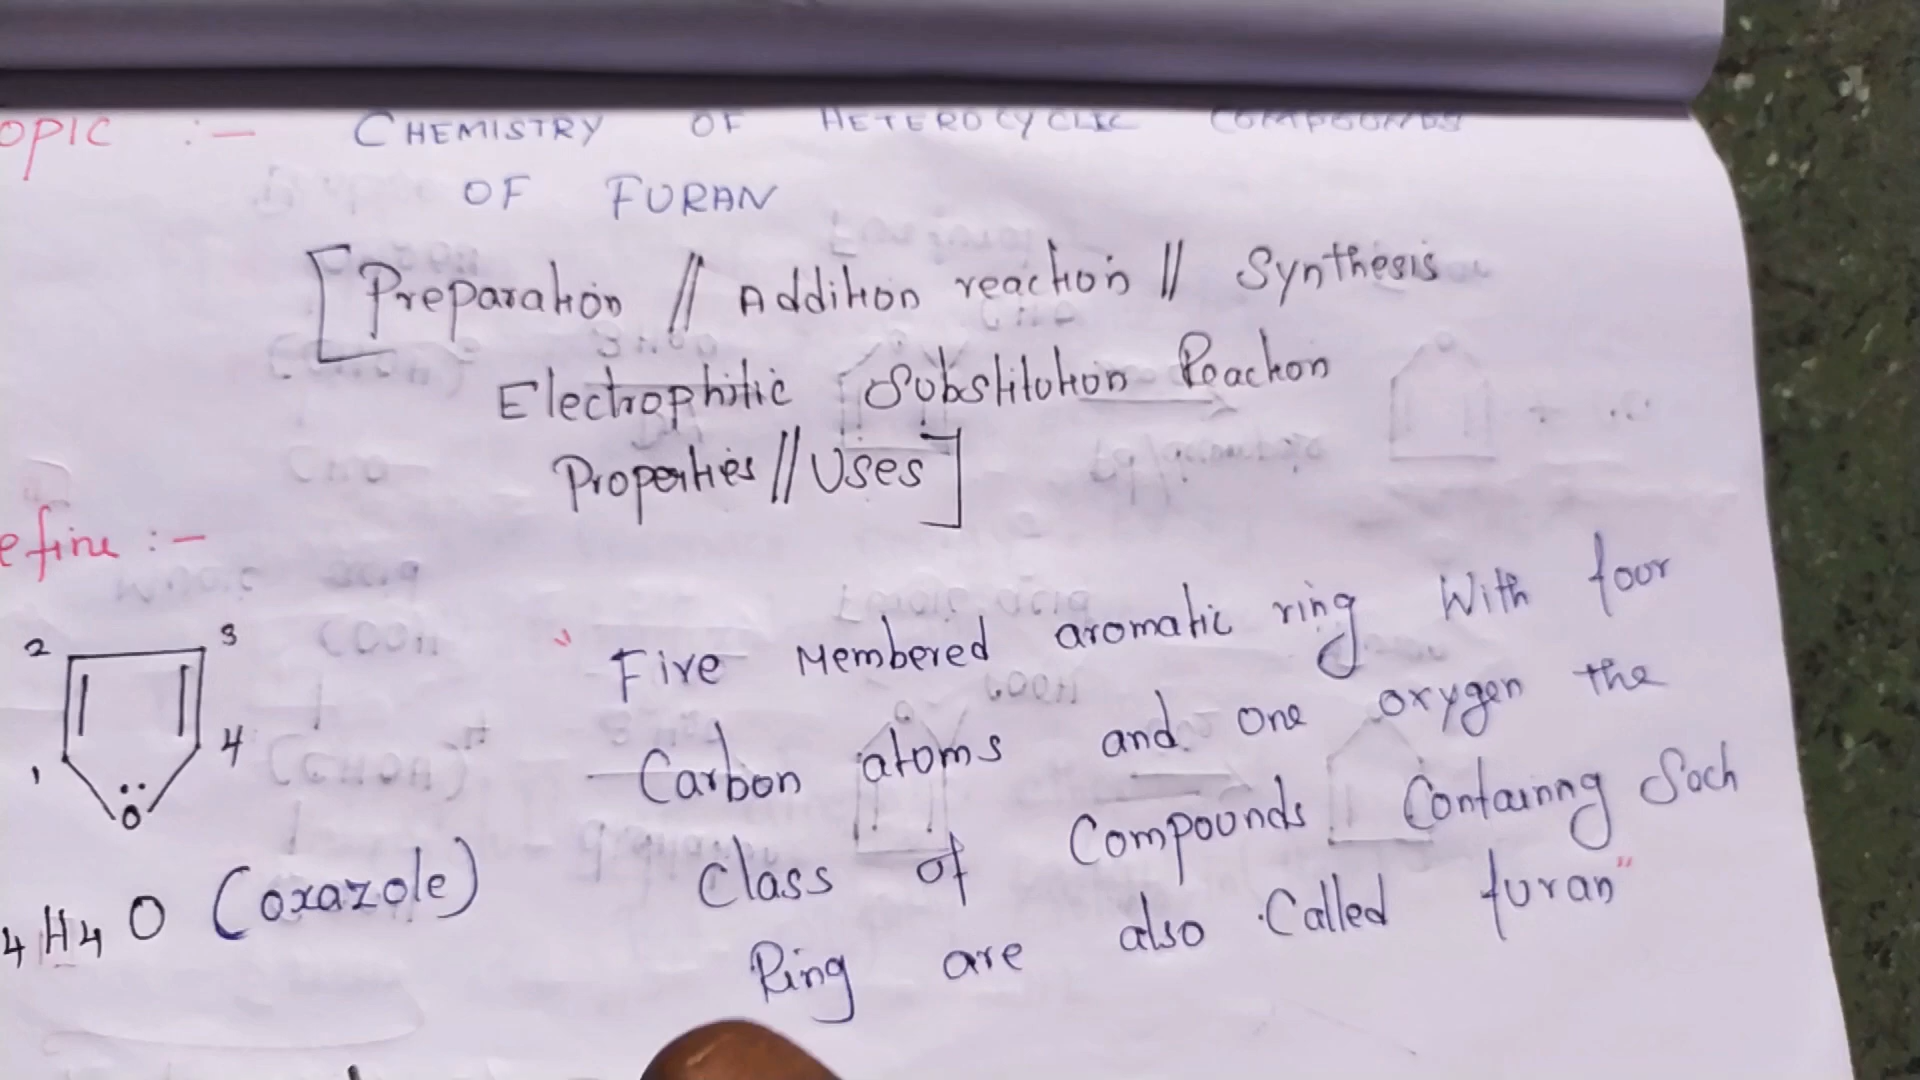 opic :- CHEMISTRY OF HETEROCYCLIC COMPOUNDS
OF FURAN
[Preparation // Addition reaction // Synthesis
Electrophilic Substitution Reaction
Properties // Uses]
efine :-
2 3
4
1
O
4H4O (oxazole)
" Five Membered aromatic ring With four
Carbon atoms and one oxygen the
Class of Compounds Containing Such
Ring are also Called furan"